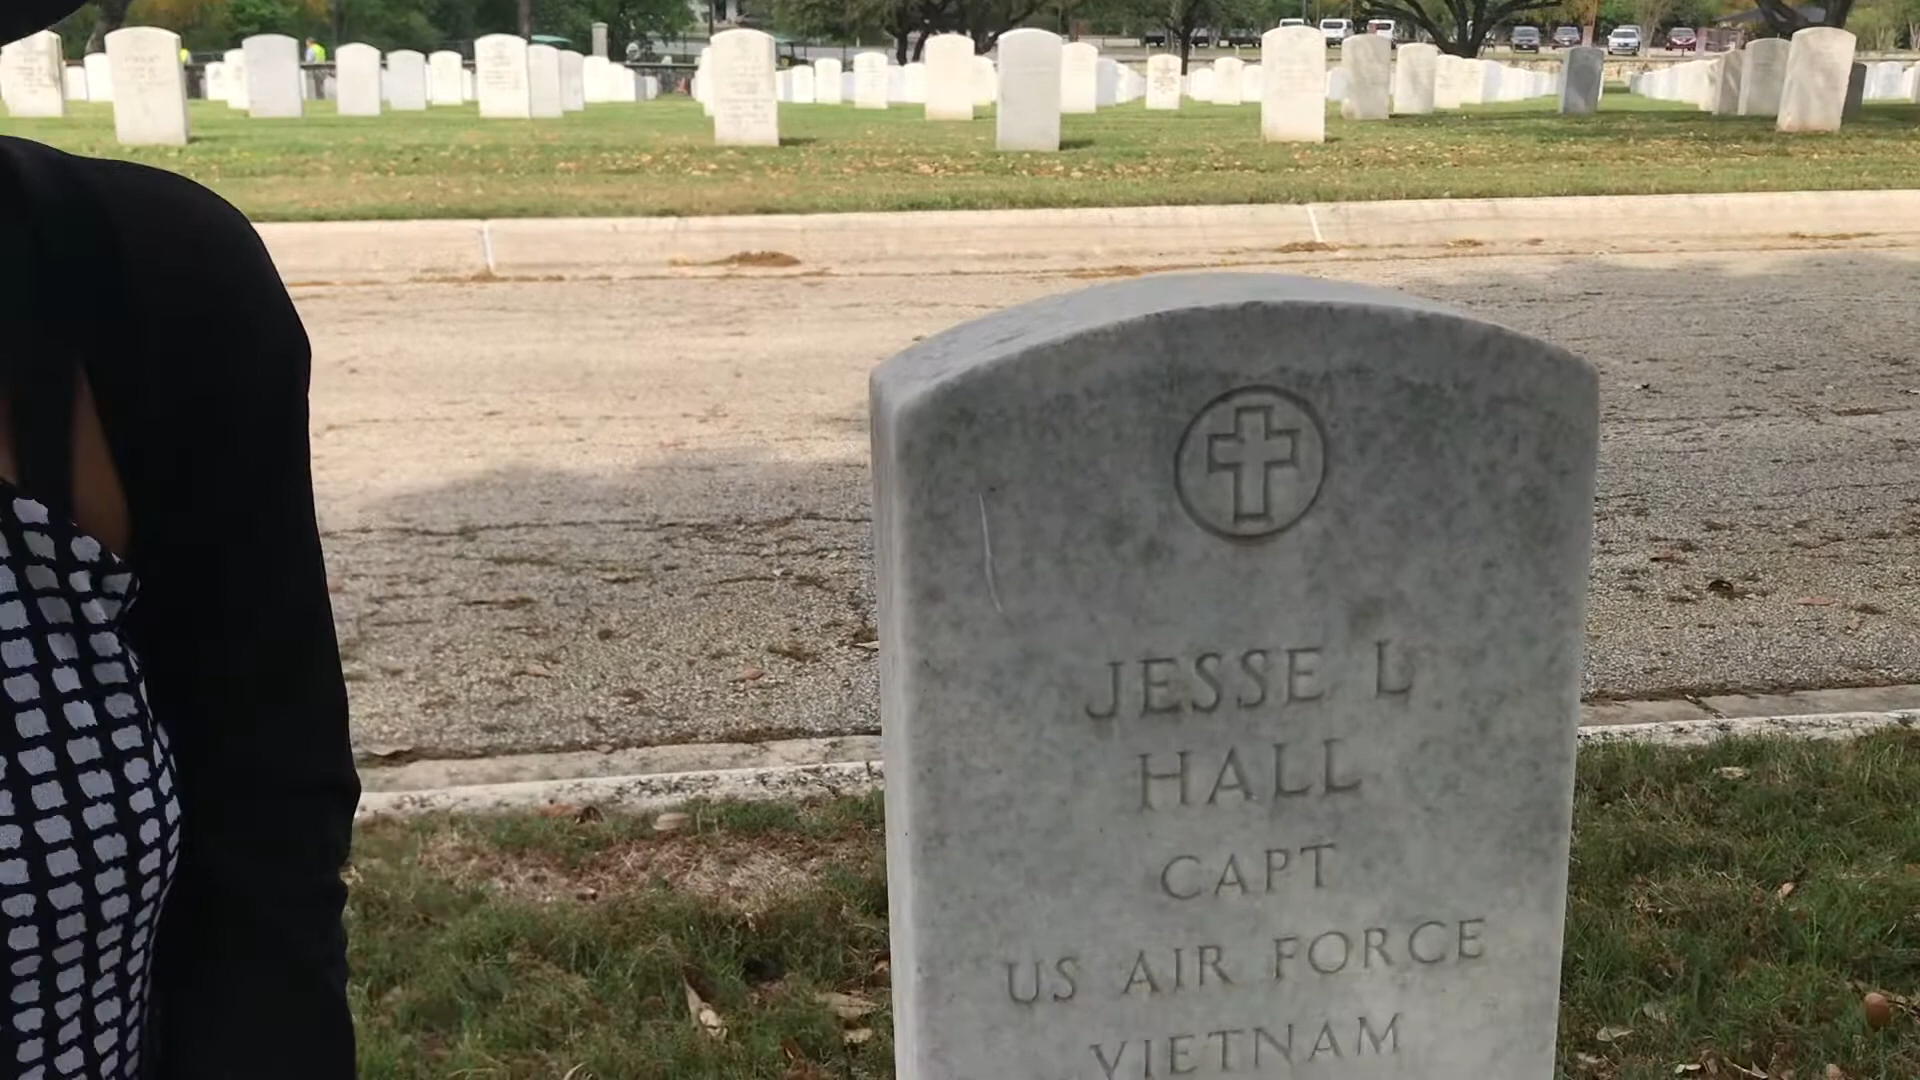 JESSE L
HALL
CAPT
US AIR FORCE
VIETNAM